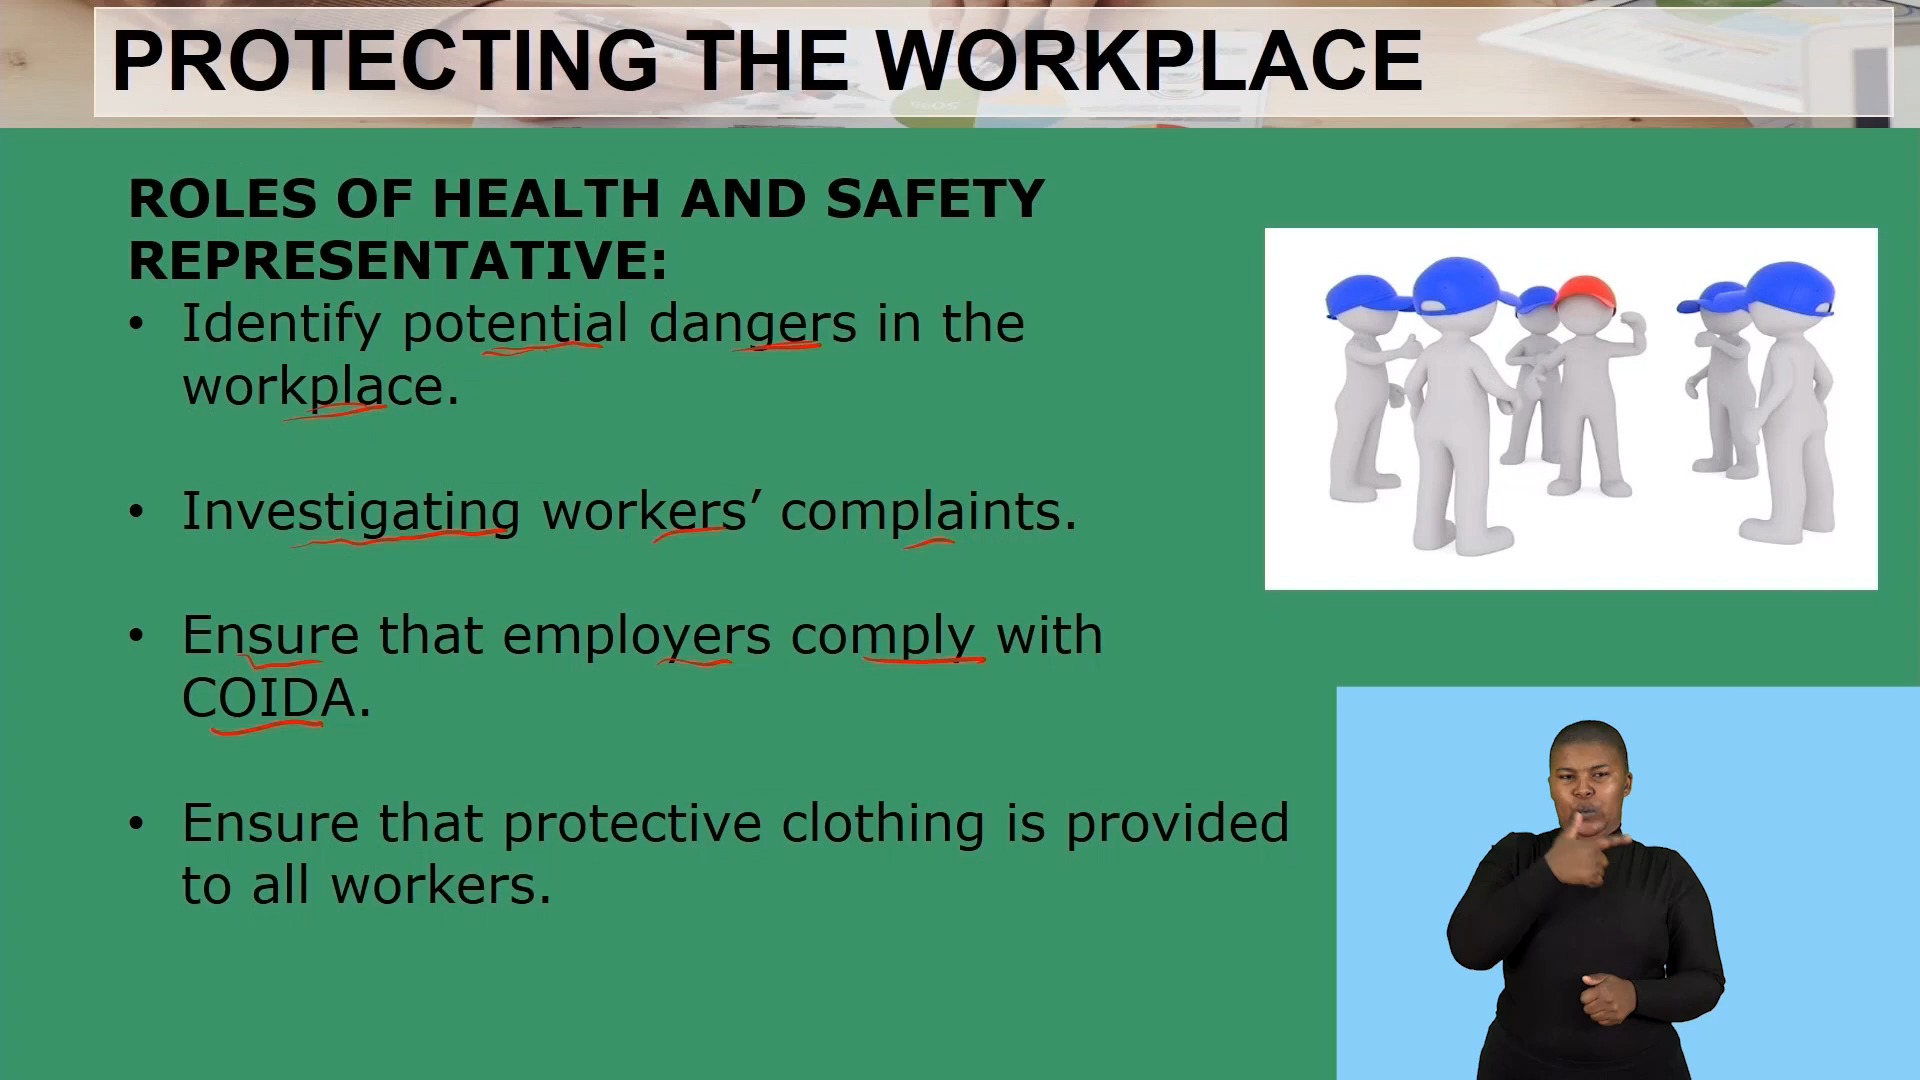 PROTECTING THE WORKPLACE
ROLES OF HEALTH AND SAFETY
REPRESENTATIVE:
• Identify potential dangers in the
workplace.
• Investigating workers’ complaints.
• Ensure that employers comply with
COIDA.
• Ensure that protective clothing is provided
to all workers.